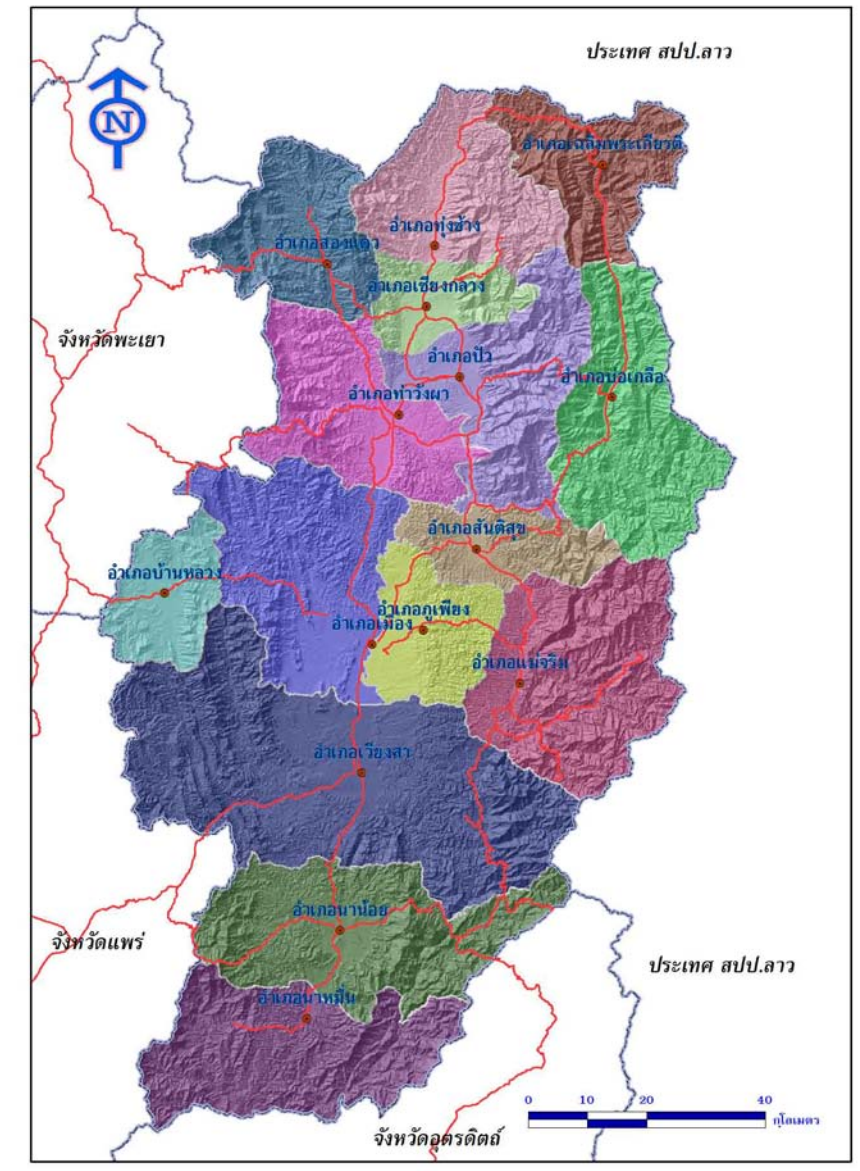 ประเทศ สปป.ลาว
N
อำเภอเฉลิมพระเกียรติ
อำเภอทุ่งช้าง
อำเภอสองแคว
อำเภอเชียงกลาง
จังหวัดพะเยา
อำเภอปัว
อำเภอบ่อเกลือ
อำเภอท่าวังผา
อำเภอสันติสุข
อำเภอบ้านหลวง
อำเภอภูเพียง
อำเภอเมือง
อำเภอแม่จริม
อำเภอเวียงสา
อำเภอนาน้อย
จังหวัดแพร่
ประเทศ สปป.ลาว
อำเภอนาหมื่น
0 10 20 40
กิโลเมตร
จังหวัดอุตรดิตถ์